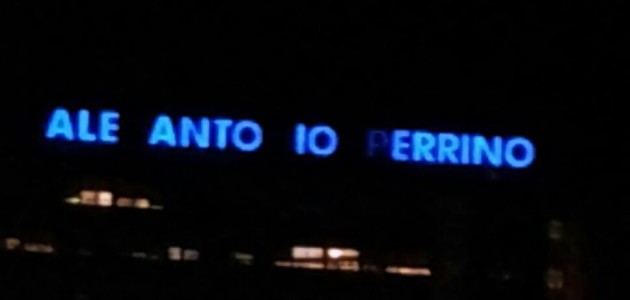 ALE ANTO IO PERRINO